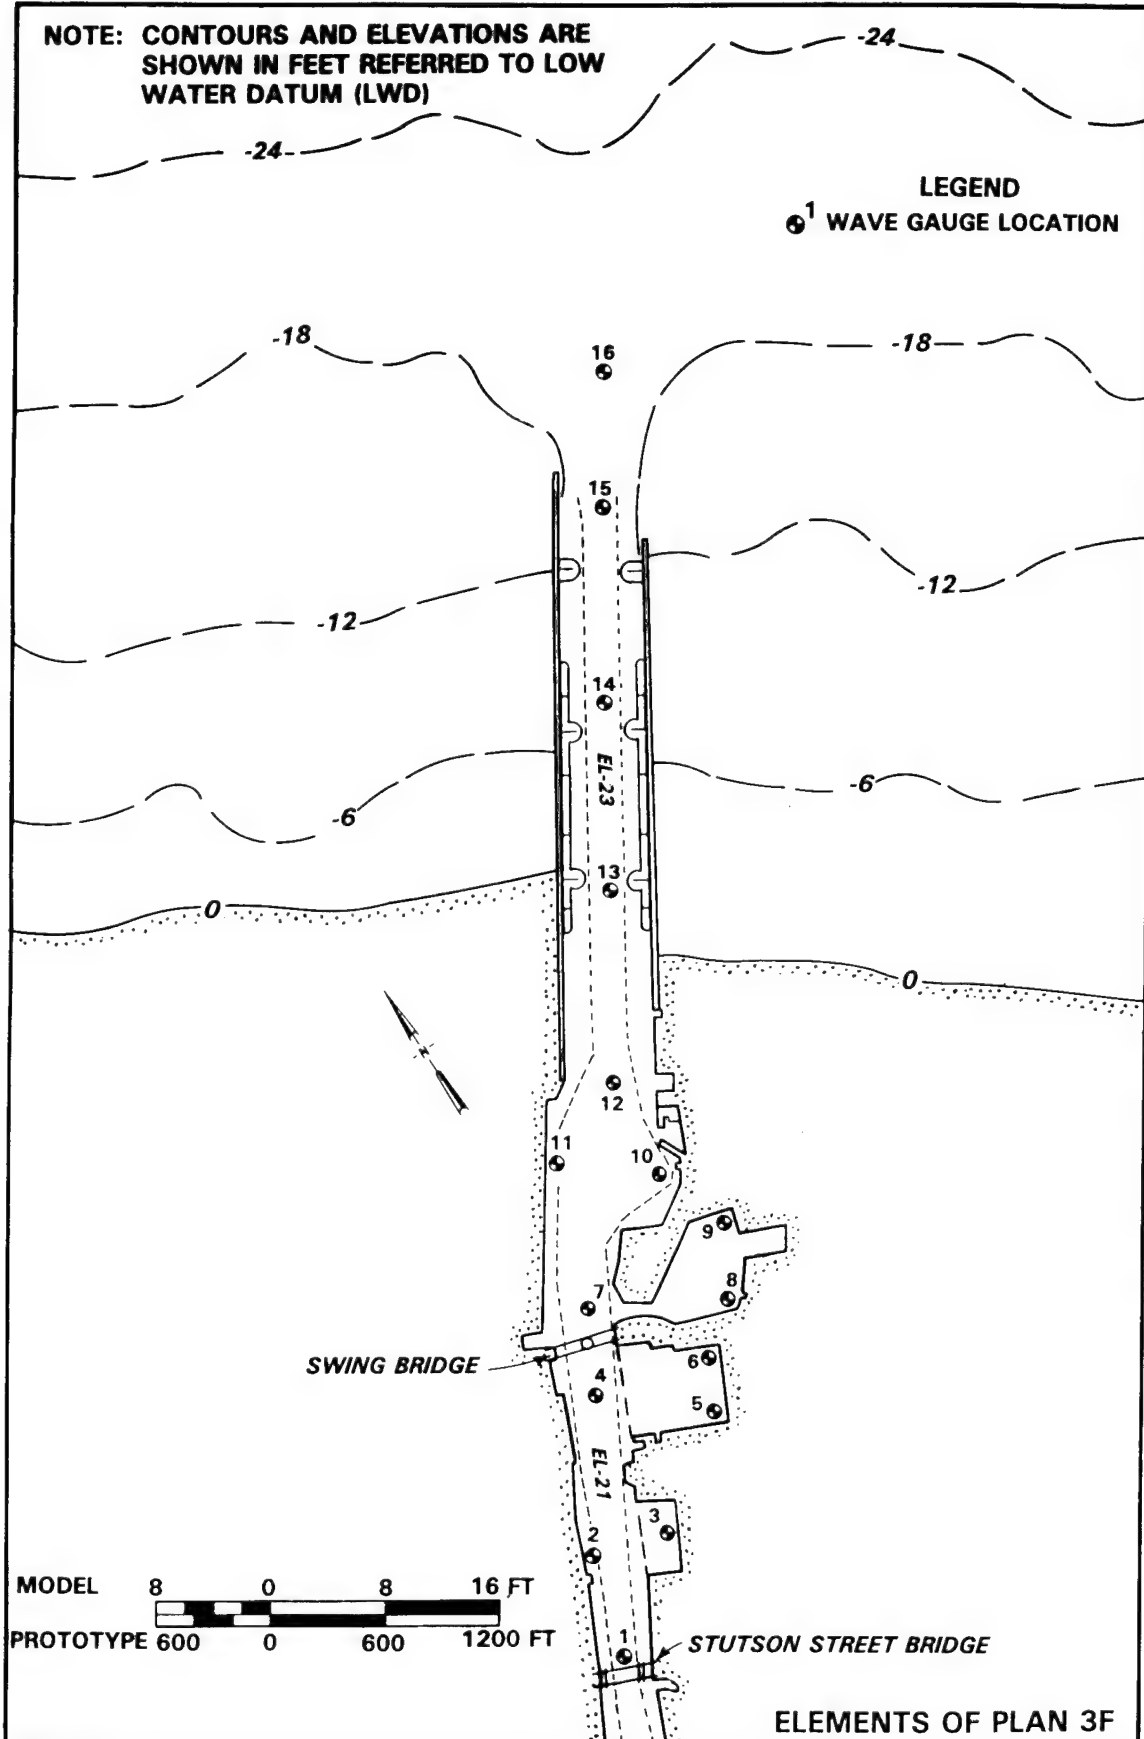 NOTE: CONTOURS AND ELEVATIONS ARE
SHOWN IN FEET REFERRED TO LOW
WATER DATUM (LWD)
-24
-24
LEGEND
1 WAVE GAUGE LOCATION
-18
-18
16
15
-12
-12
14
EL-23
-6
-6
13
0
0
N
12
11
10
9
8
7
SWING BRIDGE
6
4
5
EL-21
3
2
MODEL 8 0 8 16 FT
PROTOTYPE 600 0 600 1200 FT
1
STUTSON STREET BRIDGE
ELEMENTS OF PLAN 3F